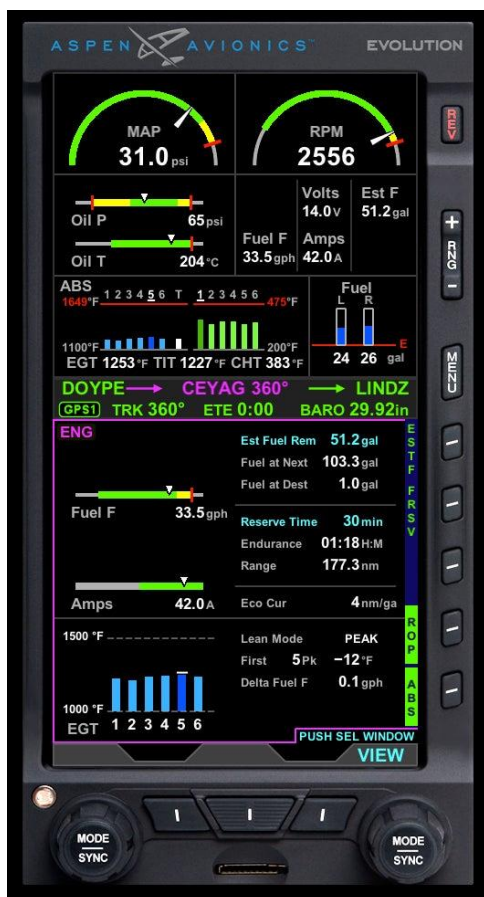 ASPEN AVIONICS™ EVOLUTION
REV
MAP
31.0 psi
RPM
2556
Oil P 65 psi
Oil T 204 °C
Volts
14.0 V
Est F
51.2 gal
Fuel F
33.5 gph
Amps
42.0 A
+
RNG
−
ABS
1649°F 1 2 3 4 5 6 T 1 2 3 4 5 6 475°F
1100°F 200°F
EGT 1253 °F TIT 1227 °F CHT 383 °F
Fuel
L R
E
24 26 gal
MENU
DOYPE CEYAG 360° LINDZ
GPS1 TRK 360° ETE 0:00 BARO 29.92in
ENG
Fuel F 33.5 gph
Amps 42.0 A
1500 °F
1000 °F
EGT 1 2 3 4 5 6
Est Fuel Rem 51.2 gal
Fuel at Next 103.3 gal
Fuel at Dest 1.0 gal
Reserve Time 30 min
Endurance 01:18 H:M
Range 177.3 nm
Eco Cur 4 nm/ga
Lean Mode PEAK
First 5 Pk −12 °F
Delta Fuel F 0.1 gph
ESTF FRSV
ROP
ABS
PUSH SEL WINDOW
VIEW
MODE
SYNC
MODE
SYNC